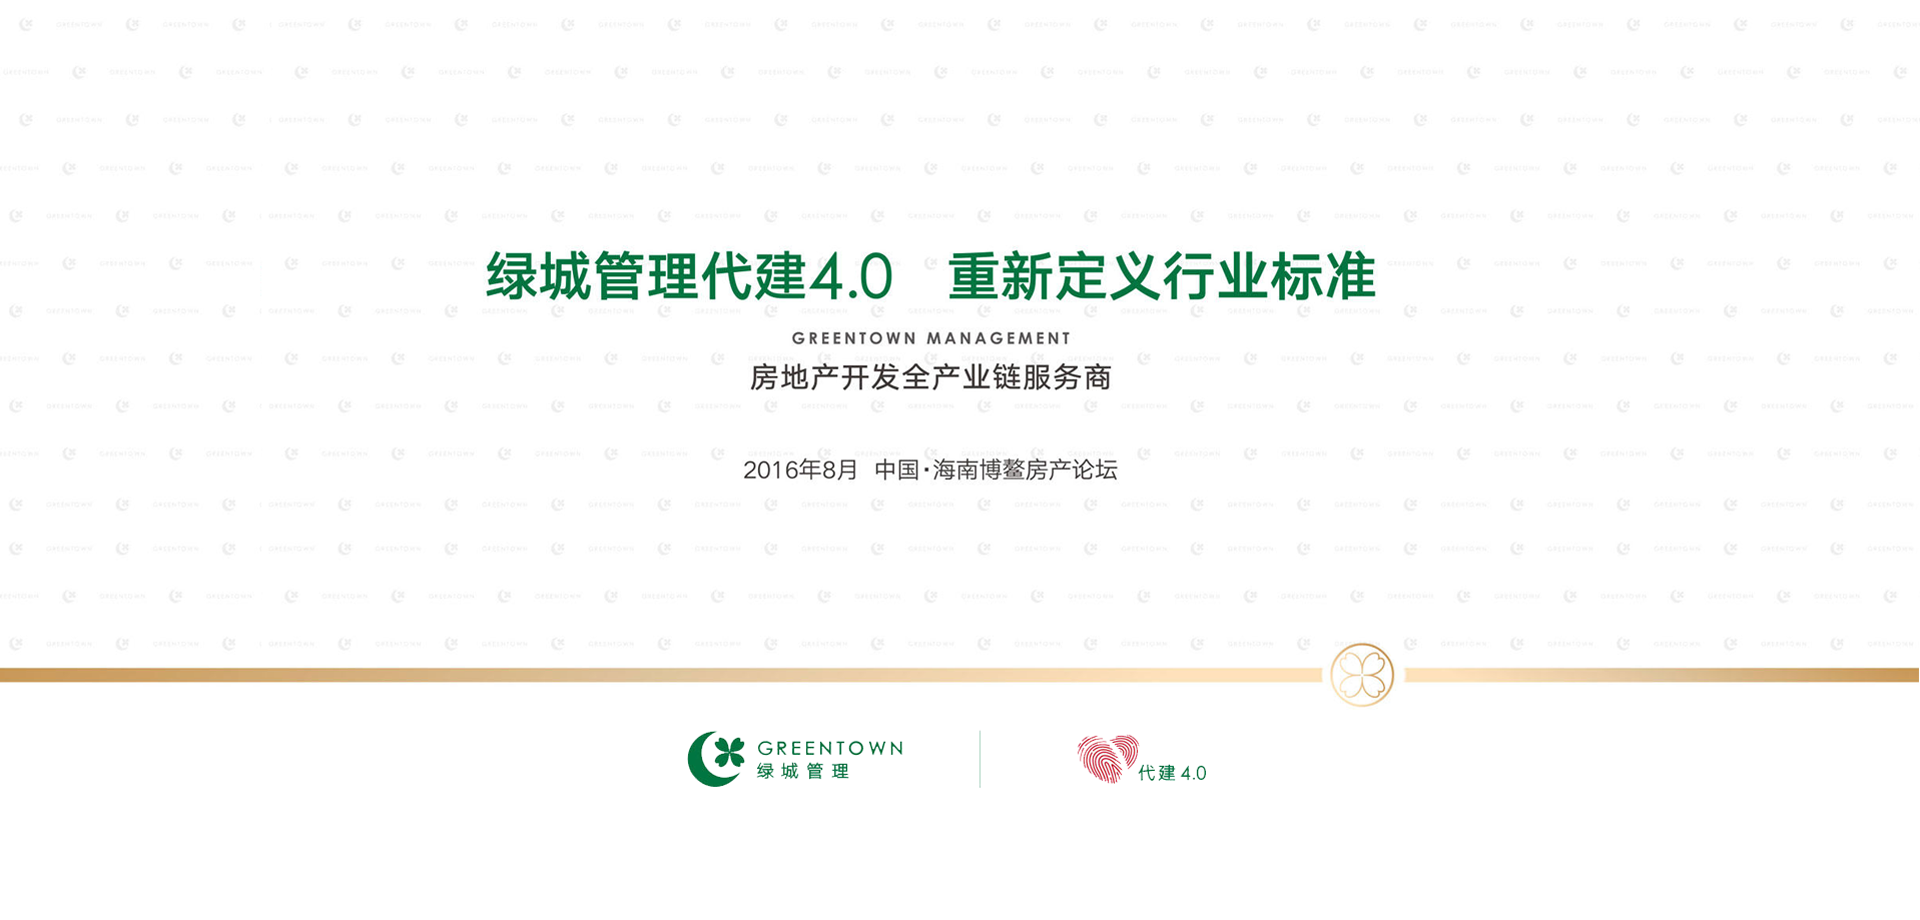 绿城管理代建4.0 重新定义行业标准
GREENTOWN MANAGEMENT
房地产开发全产业链服务商
2016年8月 中国·海南博鳌房产论坛
GREENTOWN
绿城管理
代建4.0